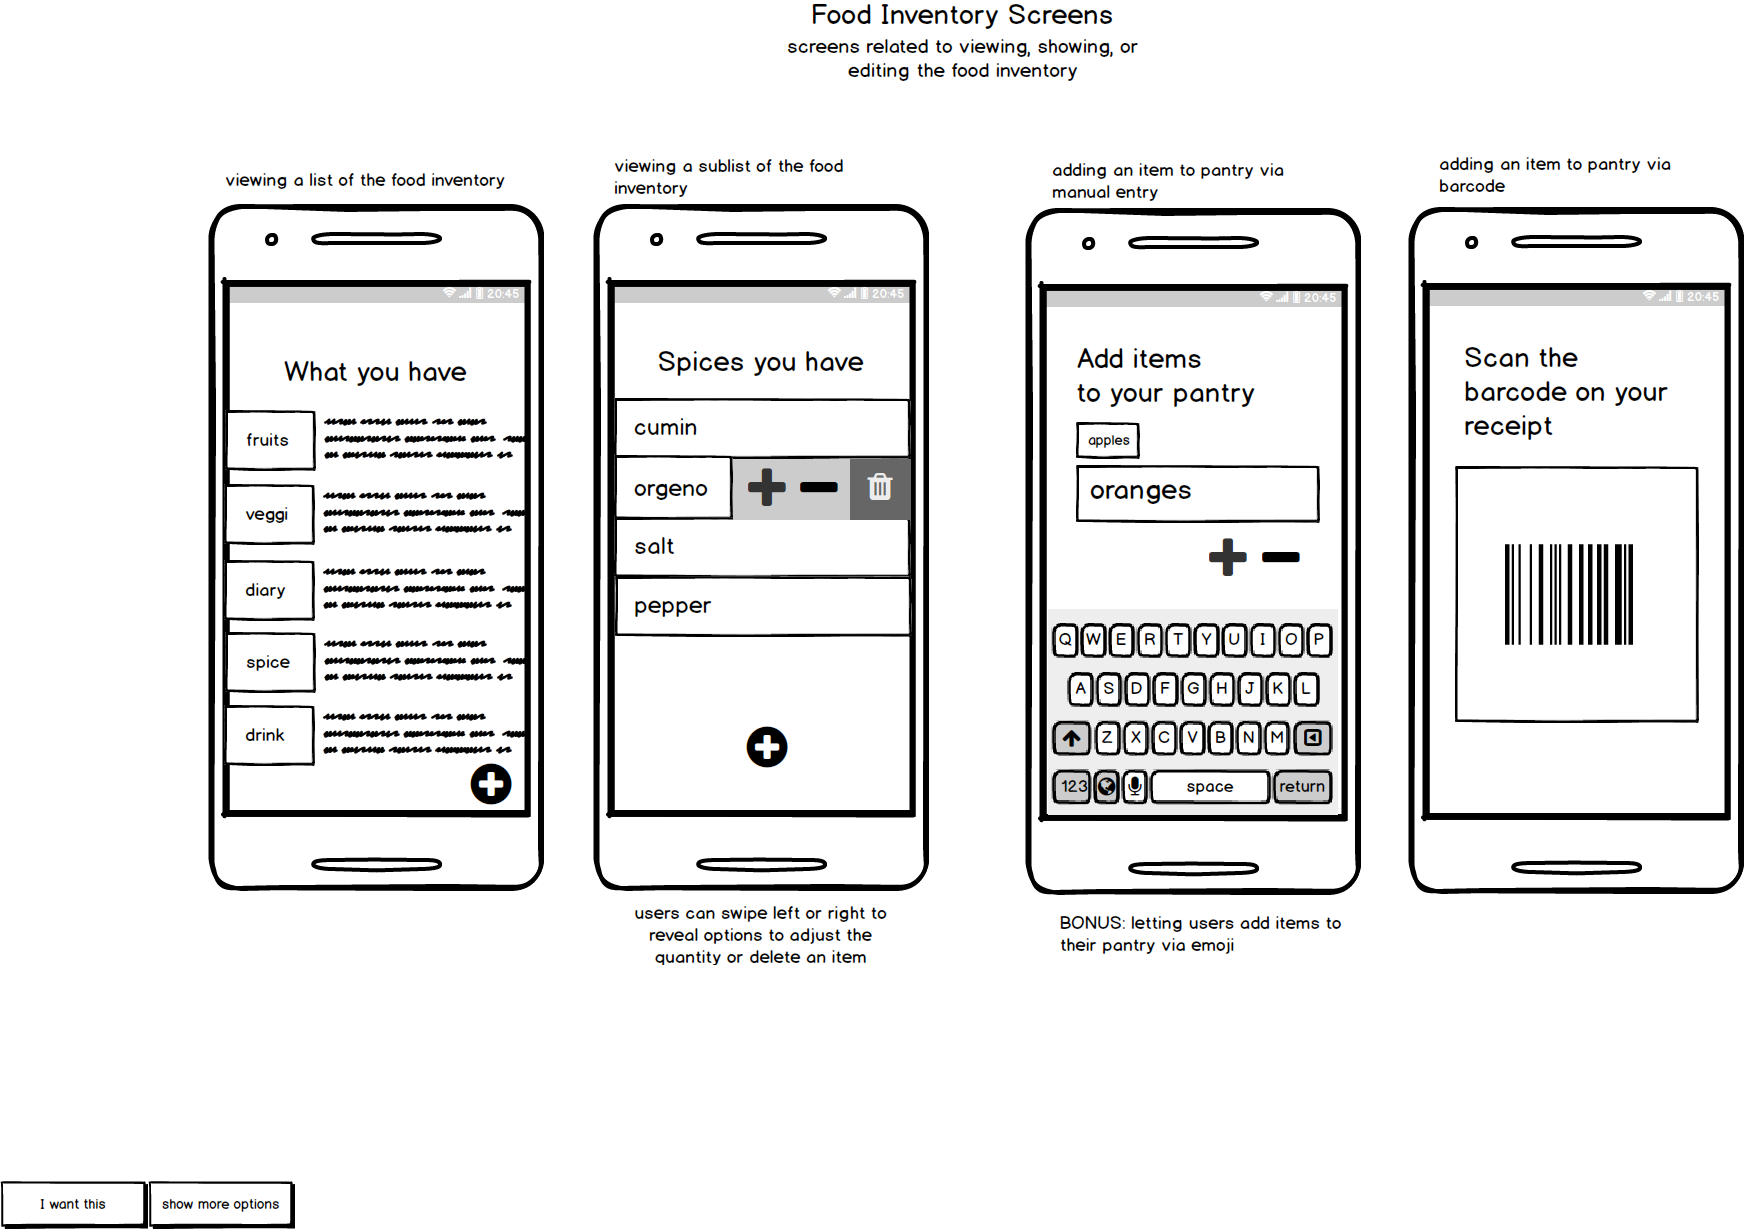 Food Inventory Screens
screens related to viewing, showing, or
editing the food inventory
viewing a list of the food inventory
20:45
What you have
fruits
veggi
diary
spice
drink
viewing a sublist of the food
inventory
20:45
Spices you have
cumin
orgeno
salt
pepper
users can swipe left or right to
reveal options to adjust the
quantity or delete an item
adding an item to pantry via
manual entry
20:45
Add items
to your pantry
apples
oranges
Q W E R T Y U I O P
A S D F G H J K L
Z X C V B N M
123 space return
BONUS: letting users add items to
their pantry via emoji
adding an item to pantry via
barcode
20:45
Scan the
barcode on your
receipt
I want this
show more options